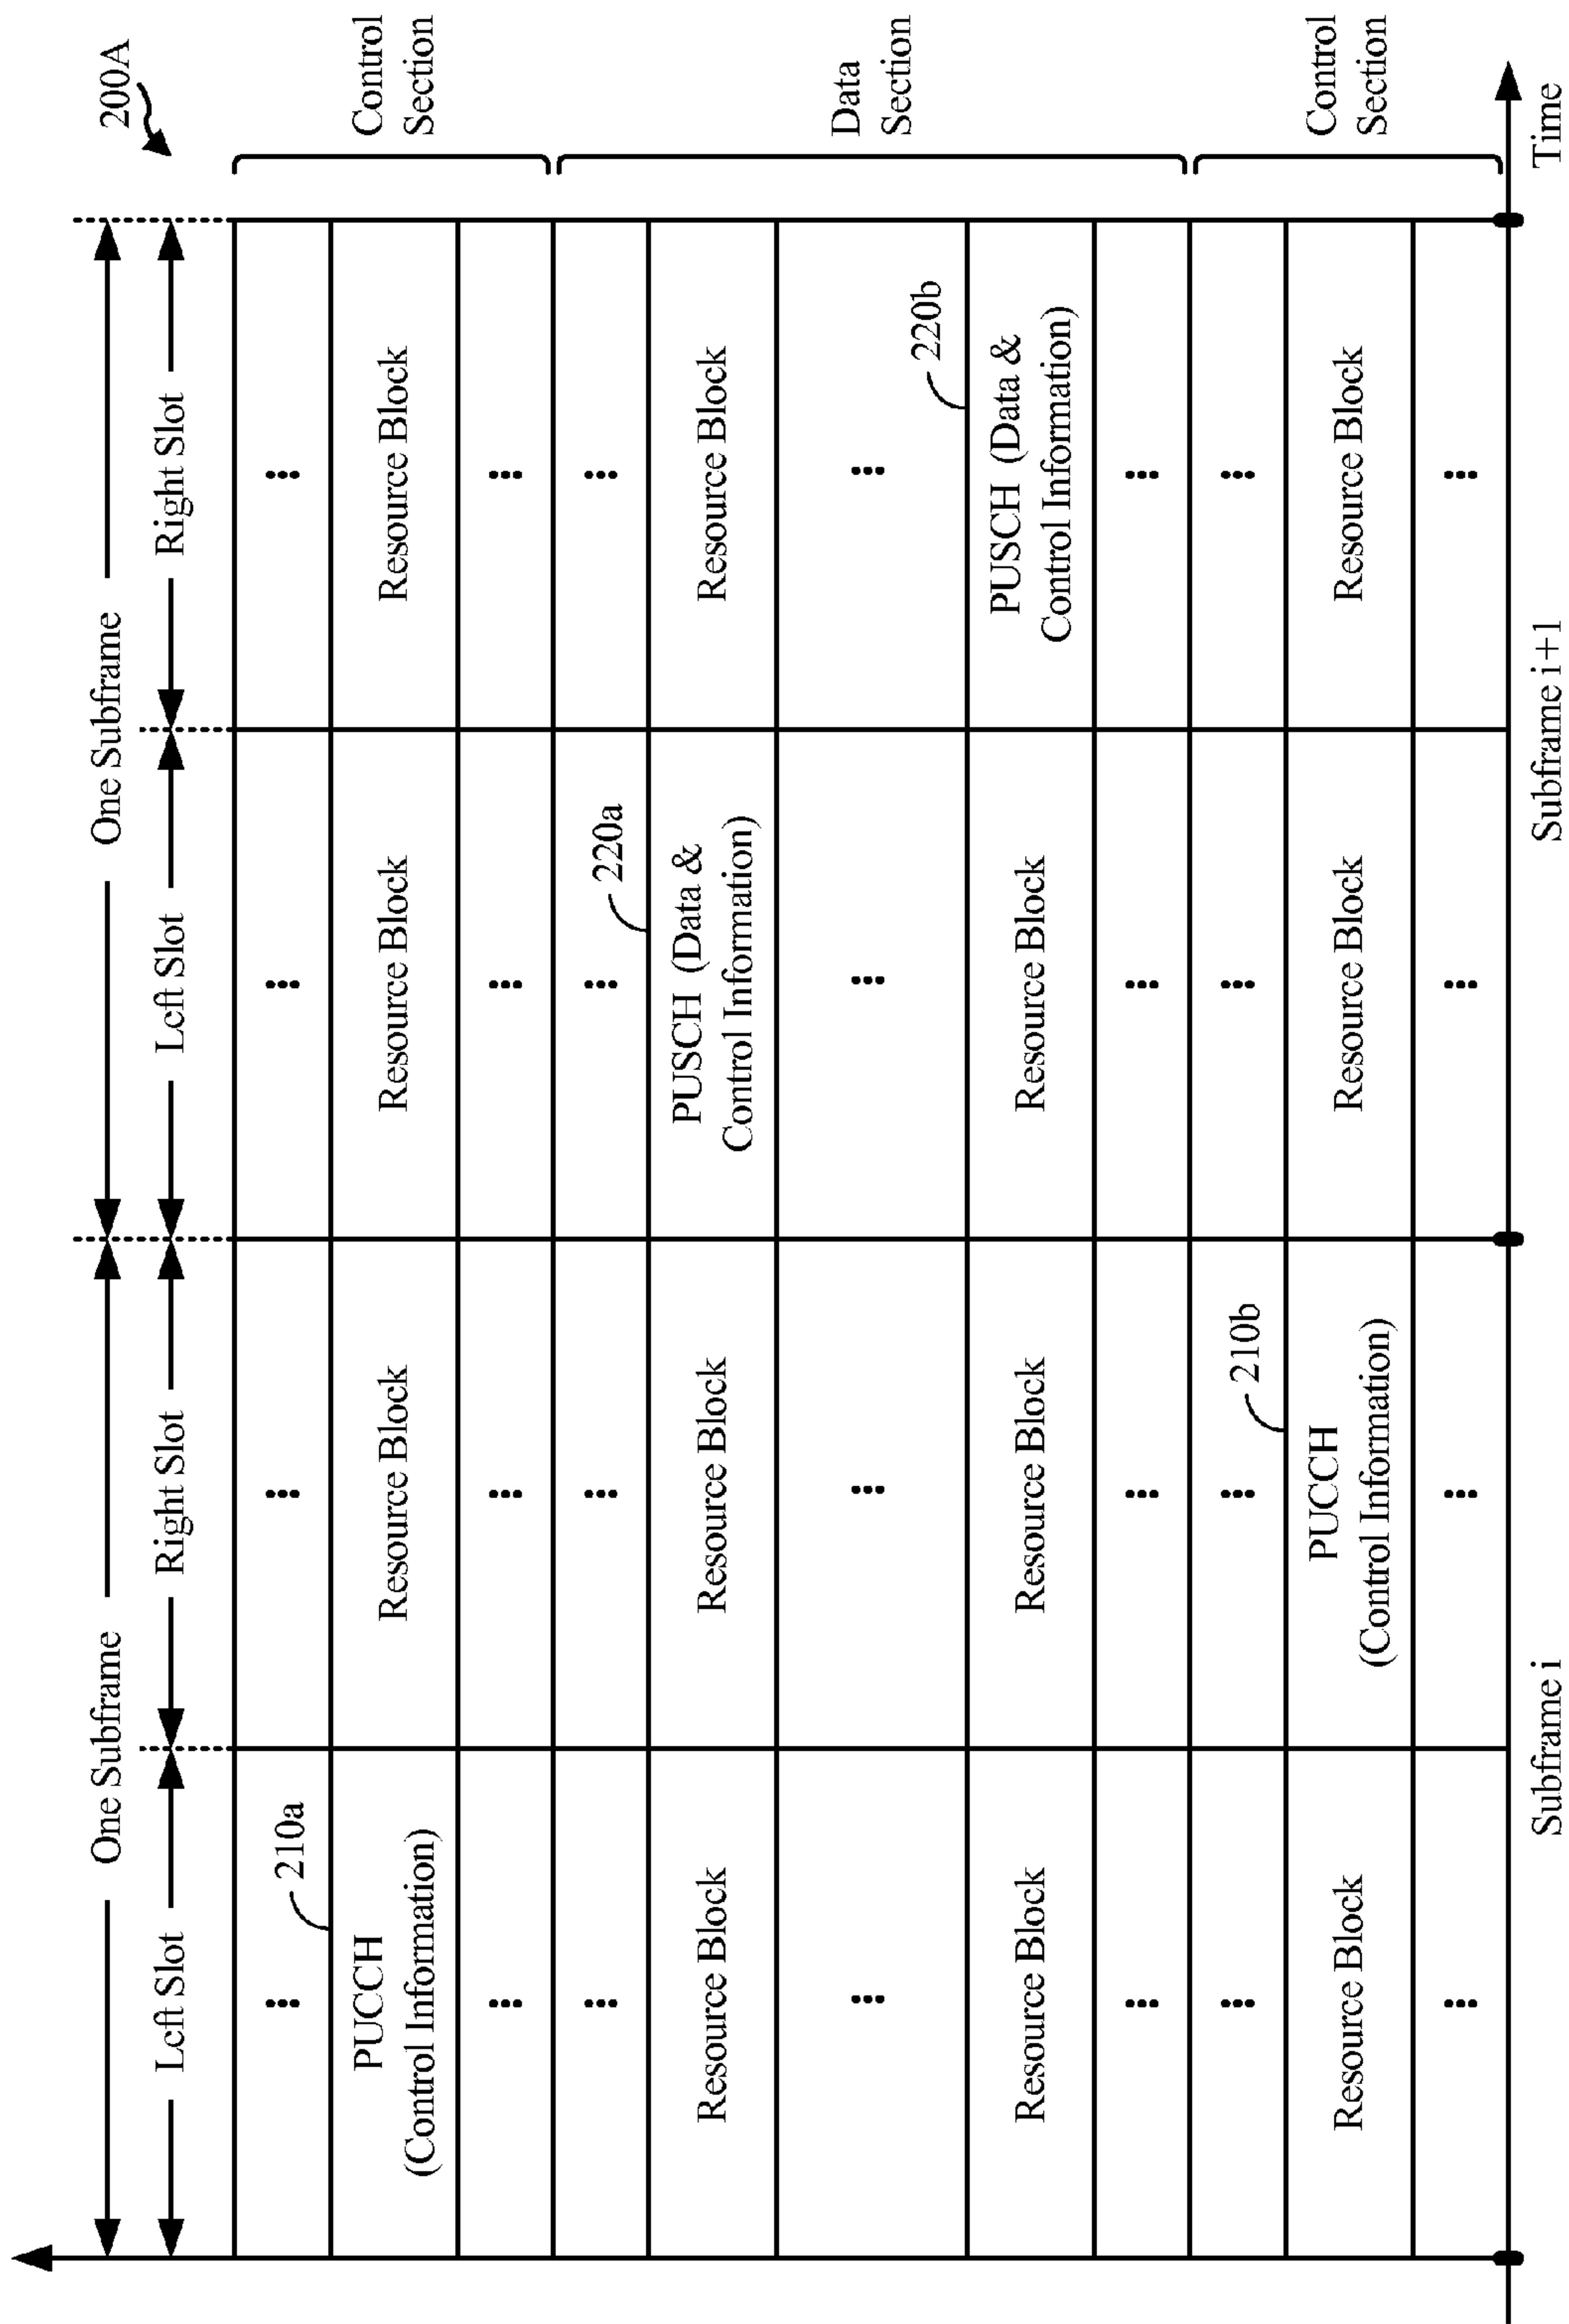 200A
One Subframe
One Subframe
Left Slot
Right Slot
Left Slot
Right Slot
210a
PUCCH
(Control Information)
Resource Block
Resource Block
Resource Block
Control
Section
220a
Resource Block
Resource Block
PUSCH (Data &
Control Information)
Resource Block
Data
Section
220b
Resource Block
Resource Block
Resource Block
PUSCH (Data &
Control Information)
210b
Resource Block
PUCCH
(Control Information)
Resource Block
Resource Block
Control
Section
Subframe i
Subframe i+1
Time